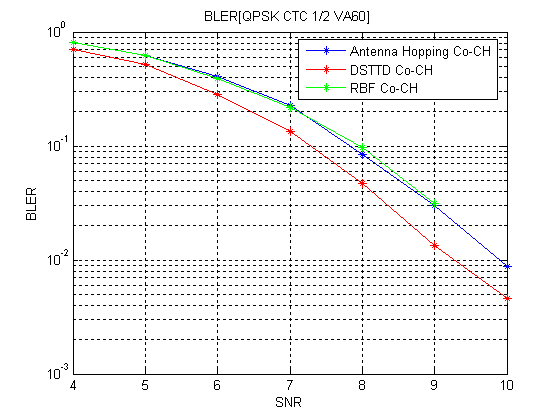 BLER[QPSK CTC 1/2 VA60]
Antenna Hopping Co-CH
DSTTD Co-CH
RBF Co-CH
10^0
10^-1
10^-2
10^-3
BLER
4 5 6 7 8 9 10
SNR